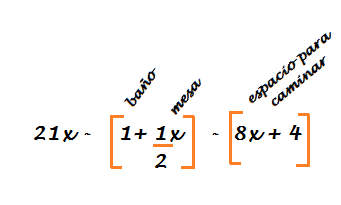 baño
mesa
espacio para
caminar
21x - [1 + 1x/2] - [8x + 4]